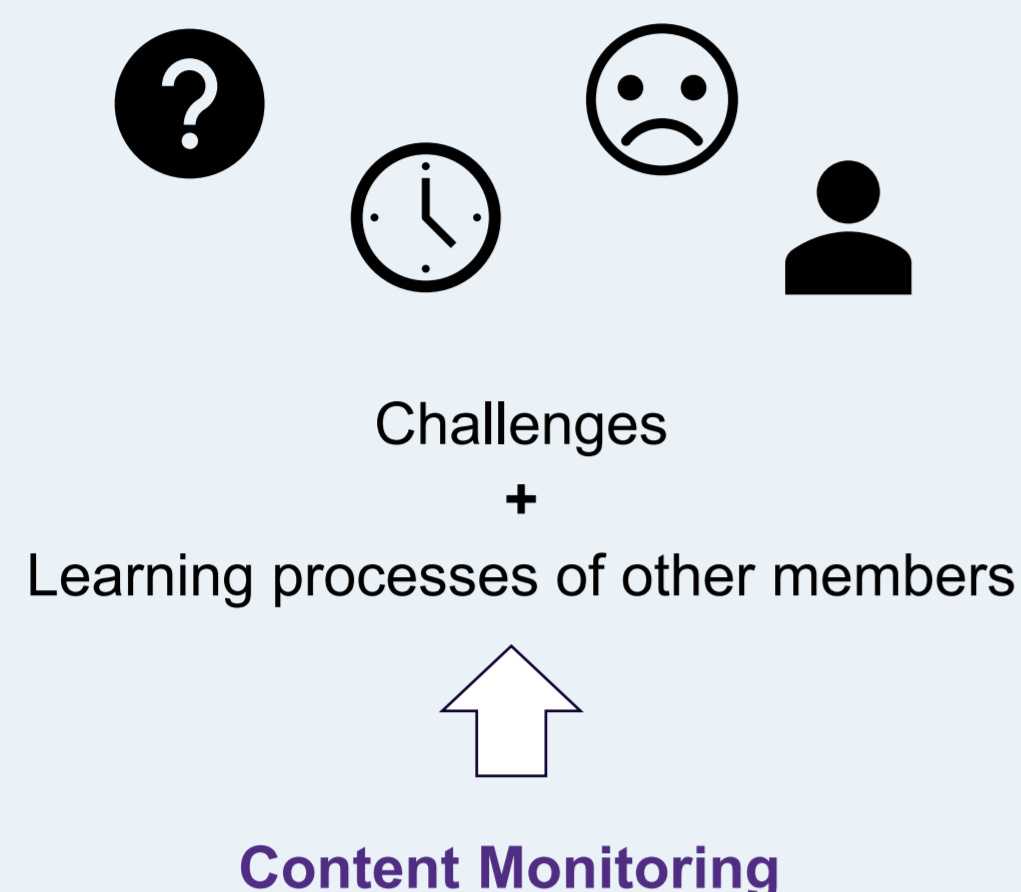 ?
Challenges
+
Learning processes of other members
Content Monitoring